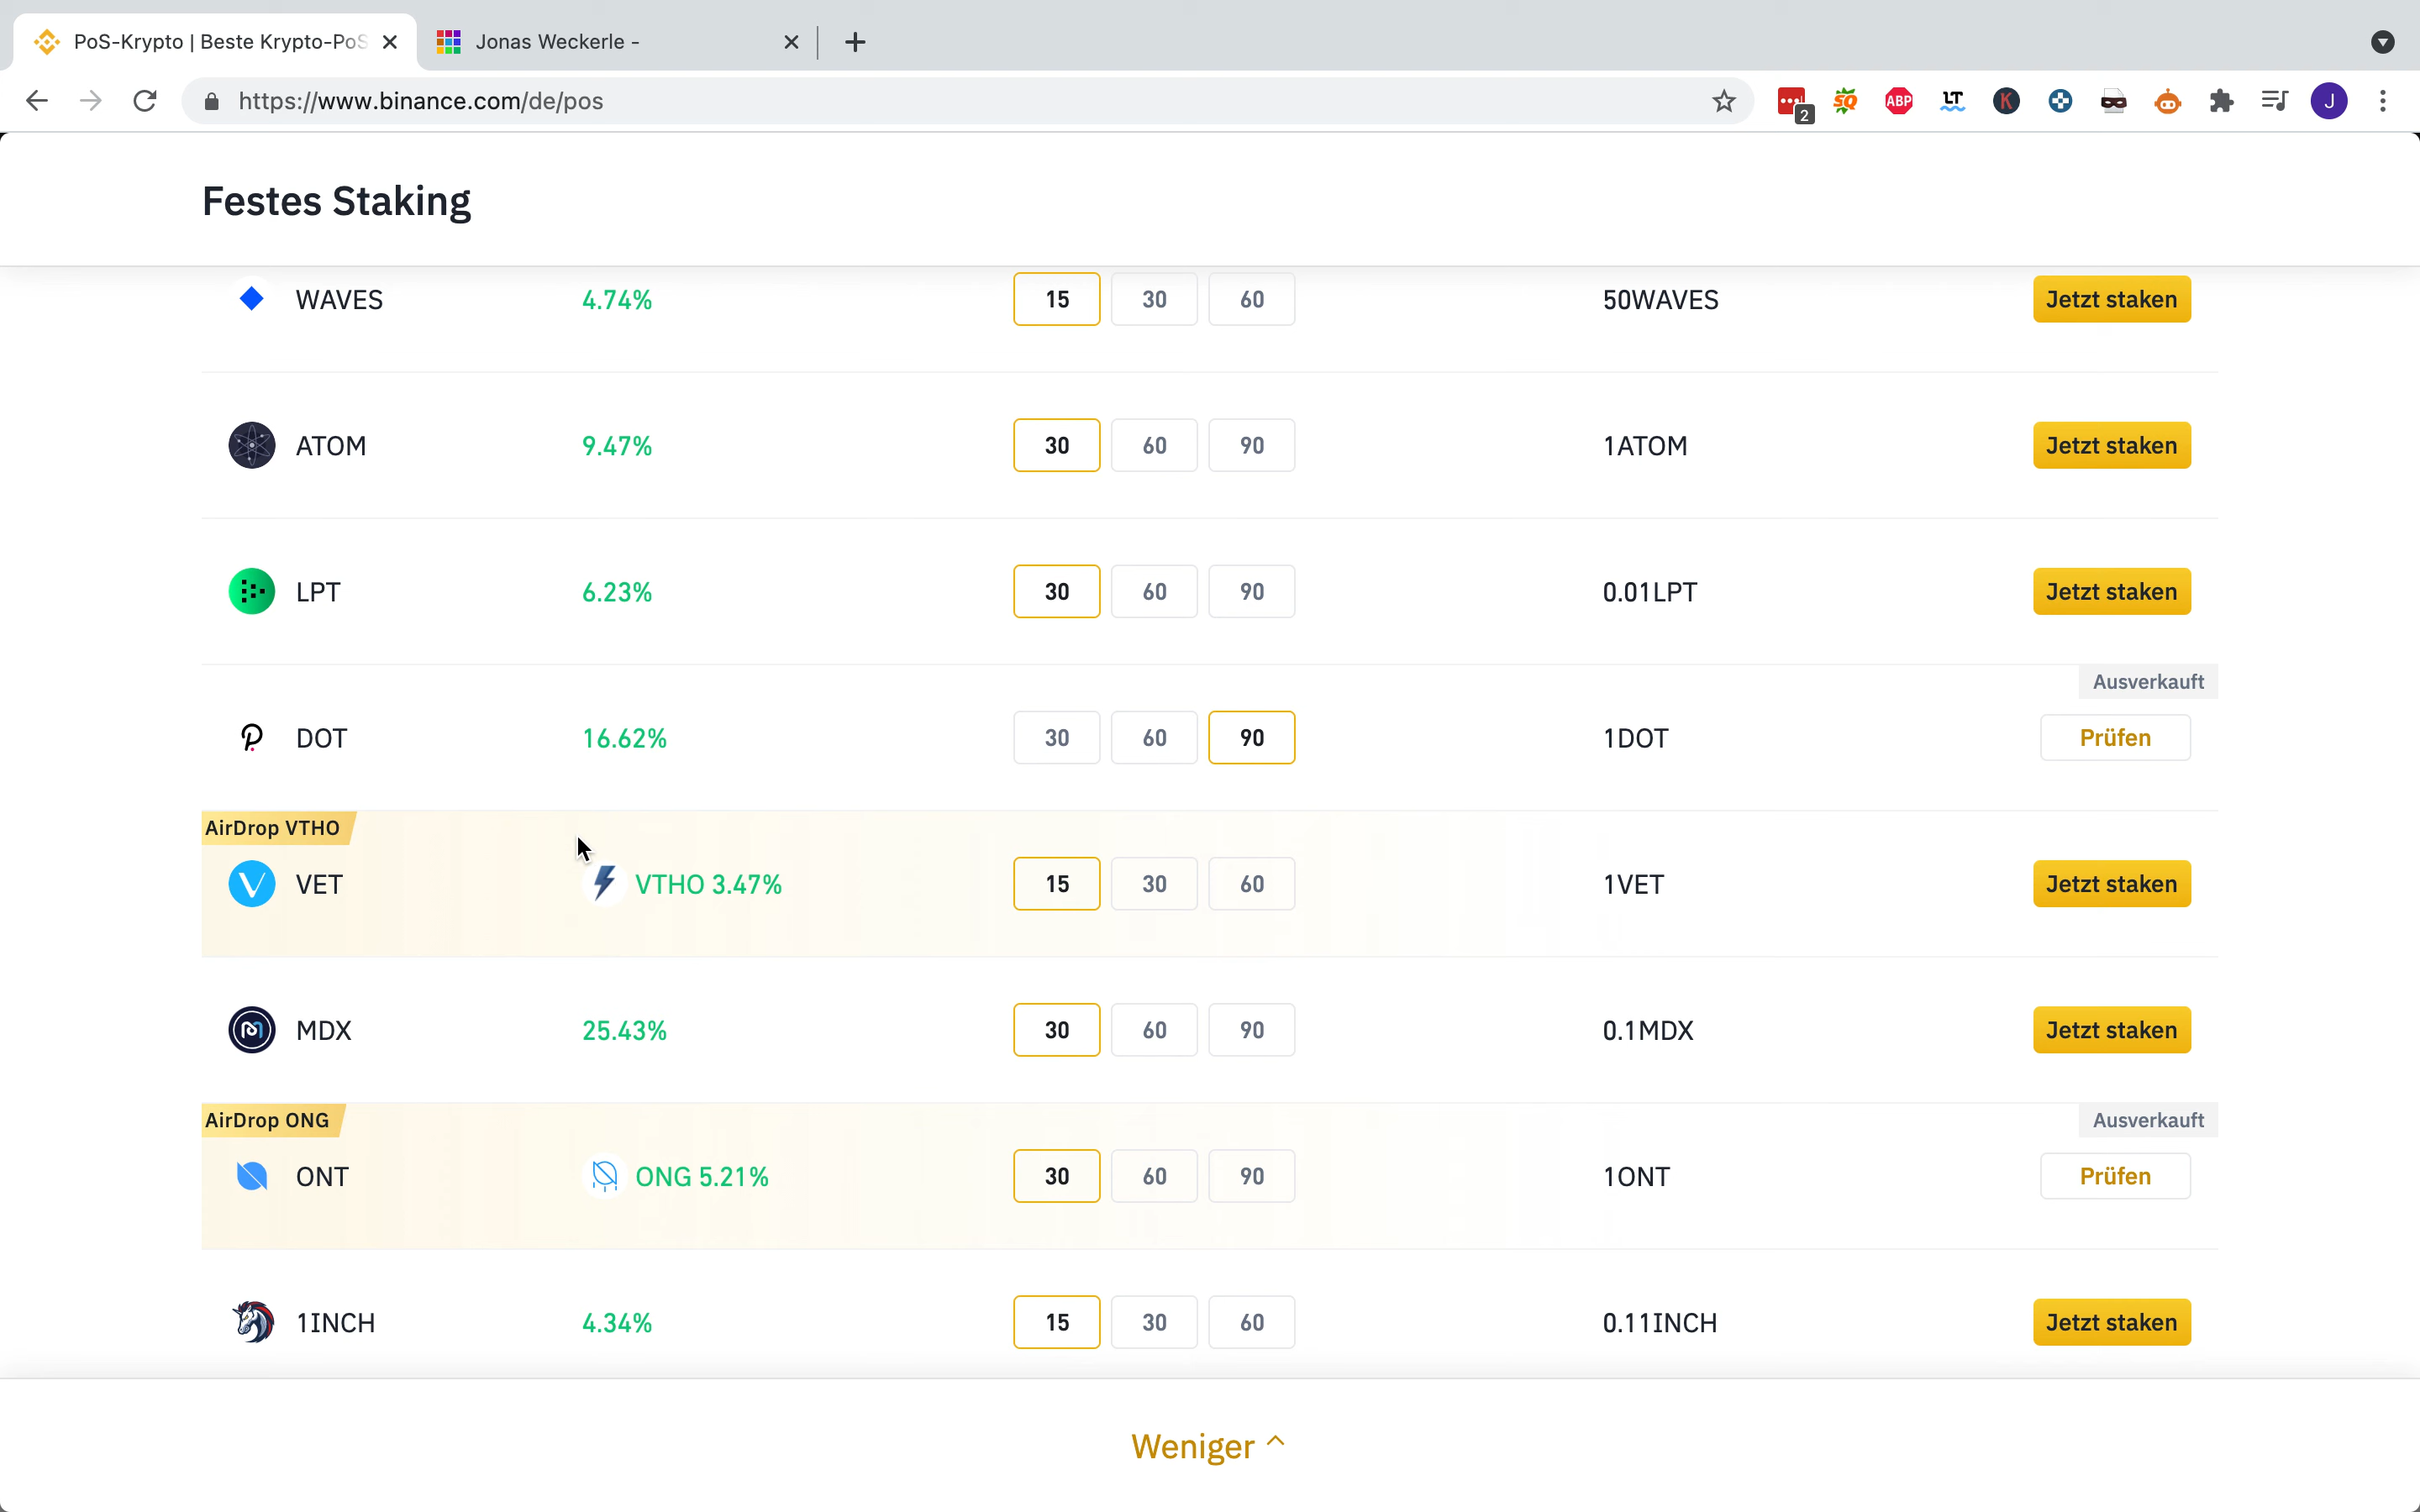 PoS-Krypto | Beste Krypto-PoS
Jonas Weckerle -
https://www.binance.com/de/pos
2
SQ
ABP
LT
K
J
Festes Staking
WAVES 4.74% 15 30 60 50WAVES Jetzt staken
ATOM 9.47% 30 60 90 1ATOM Jetzt staken
LPT 6.23% 30 60 90 0.01LPT Jetzt staken
Ausverkauft
DOT 16.62% 30 60 90 1DOT Prüfen
AirDrop VTHO
VET VTHO 3.47% 15 30 60 1VET Jetzt staken
MDX 25.43% 30 60 90 0.1MDX Jetzt staken
AirDrop ONG Ausverkauft
ONT ONG 5.21% 30 60 90 1ONT Prüfen
1INCH 4.34% 15 30 60 0.11INCH Jetzt staken
Weniger